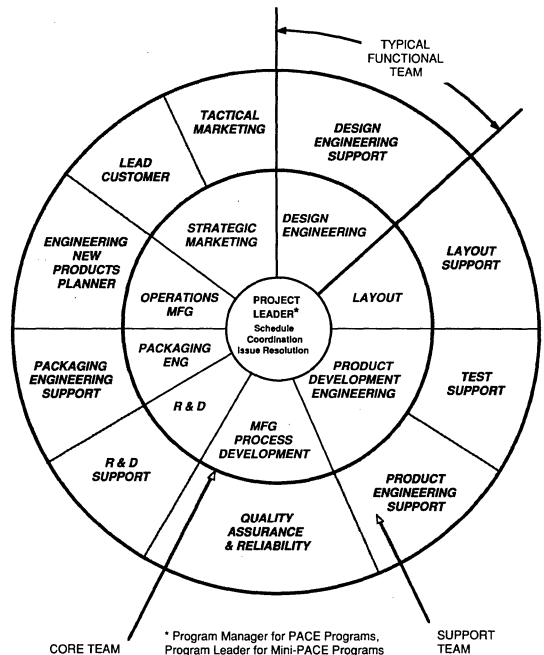 TYPICAL
FUNCTIONAL
TEAM
TACTICAL
MARKETING
DESIGN
ENGINEERING
SUPPORT
LEAD
CUSTOMER
STRATEGIC
MARKETING
DESIGN
ENGINEERING
ENGINEERING
NEW
PRODUCTS
PLANNER
LAYOUT
SUPPORT
OPERATIONS
MFG
PROJECT
LEADER*
Schedule
Coordination
Issue Resolution
LAYOUT
PACKAGING
ENGINEERING
SUPPORT
PACKAGING
ENG
PRODUCT
DEVELOPMENT
ENGINEERING
TEST
SUPPORT
R & D
MFG
PROCESS
DEVELOPMENT
R & D
SUPPORT
PRODUCT
ENGINEERING
SUPPORT
QUALITY
ASSURANCE
& RELIABILITY
CORE TEAM
* Program Manager for PACE Programs,
Program Leader for Mini-PACE Programs
SUPPORT
TEAM